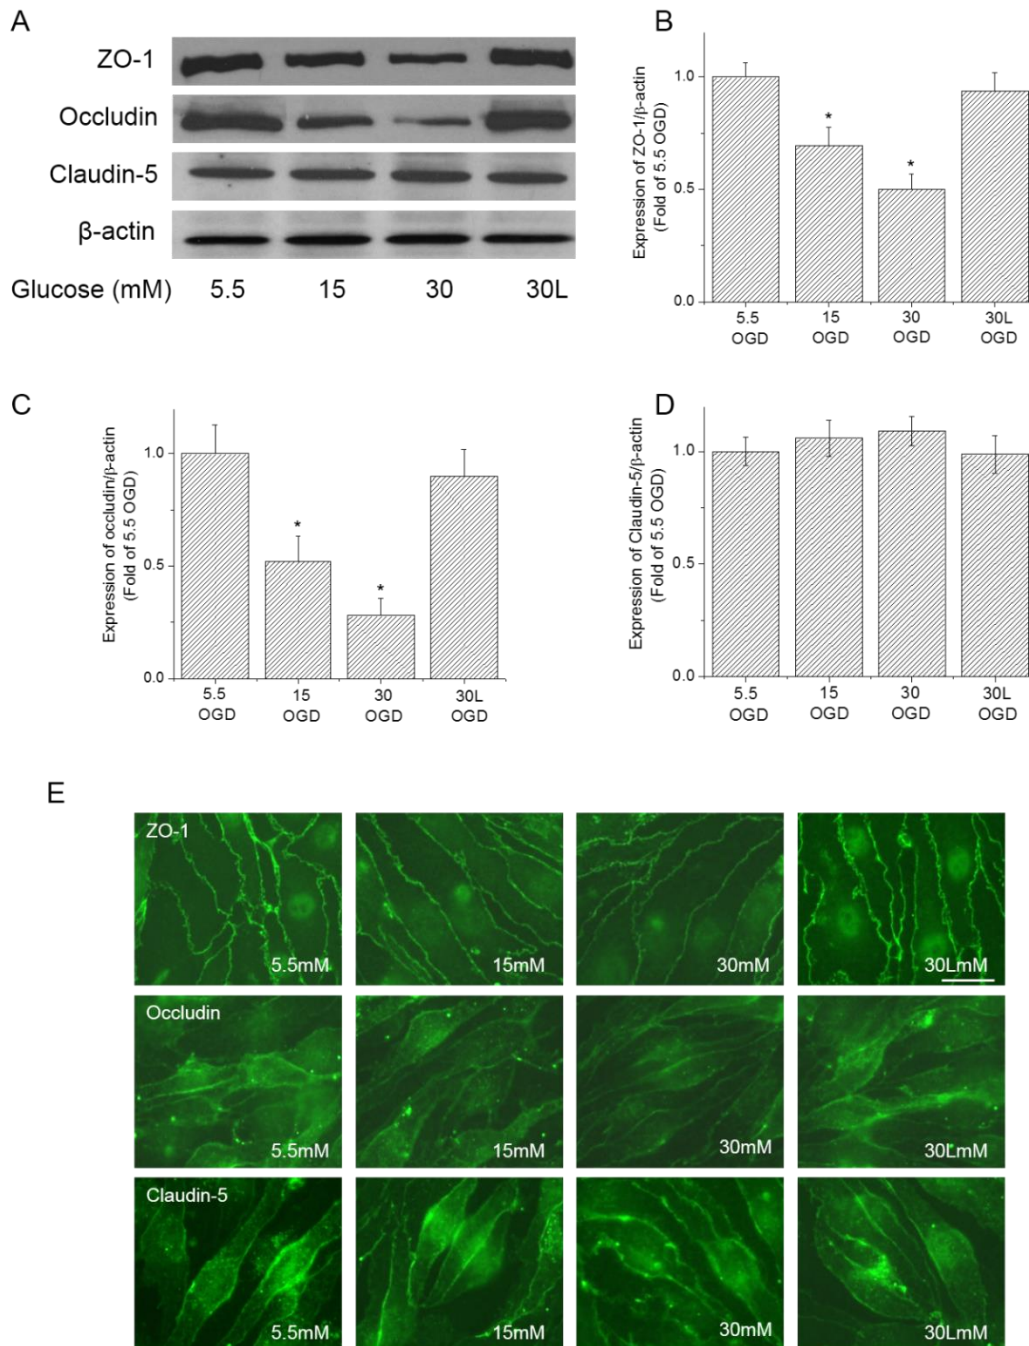 A
ZO-1
Occludin
Claudin-5
β-actin
Glucose (mM) 5.5 15 30 30L
B
Expression of ZO-1/β-actin
(Fold of 5.5 OGD)
1.0
0.5
0.0
*
*
5.5 15 30 30L
OGD OGD OGD OGD
C
Expression of occludin/β-actin
(Fold of 5.5 OGD)
1.0
0.5
0.0
*
*
5.5 15 30 30L
OGD OGD OGD OGD
D
Expression of Claudin-5/β-actin
(Fold of 5.5 OGD)
1.0
0.5
0.0
5.5 15 30 30L
OGD OGD OGD OGD
E
ZO-1
5.5mM 15mM 30mM 30LmM
Occludin
5.5mM 15mM 30mM 30LmM
Claudin-5
5.5mM 15mM 30mM 30LmM